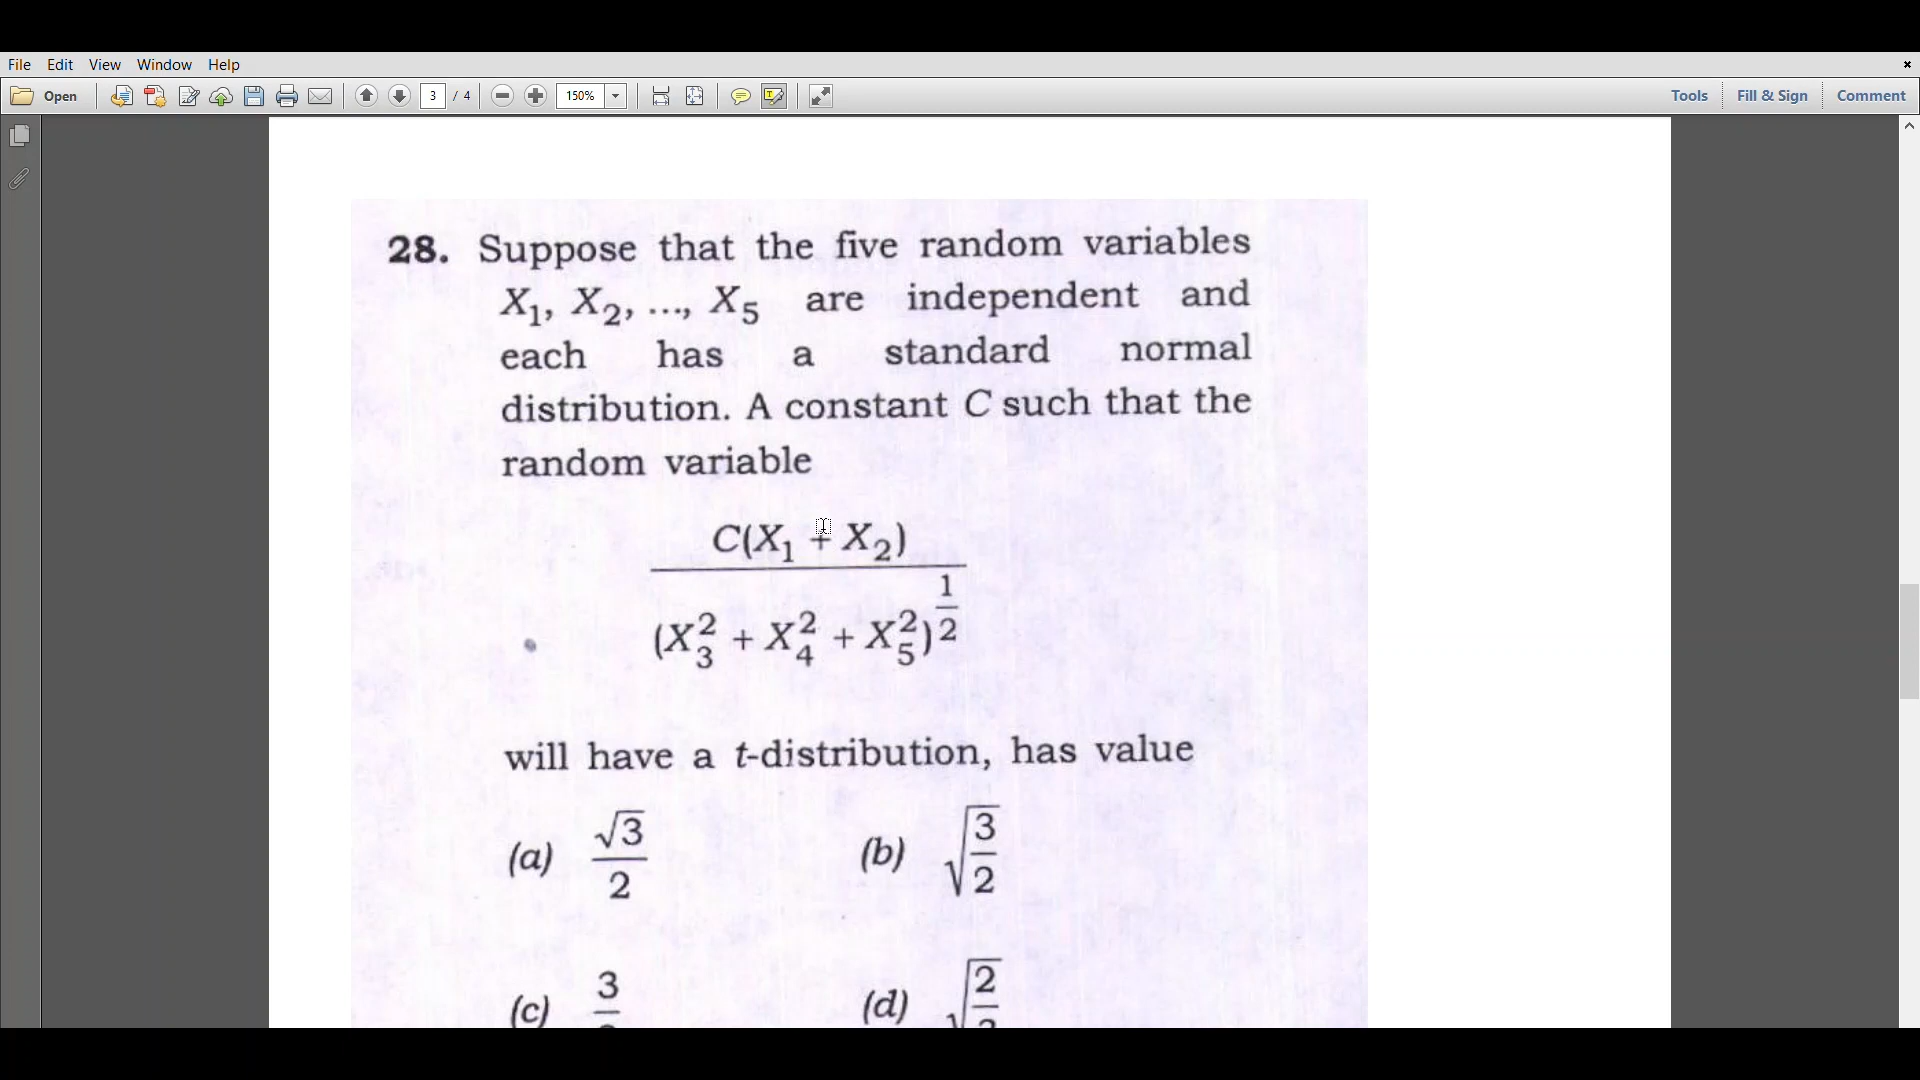 File Edit View Window Help
Open 3 / 4 150% Tools Fill & Sign Comment
28. Suppose that the five random variables
X₁, X₂, ..., X₅ are independent and
each has a standard normal
distribution. A constant C such that the
random variable
C(X₁ + X₂)
(X₃² + X₄² + X₅²)^(1/2)
will have a t-distribution, has value
(a) √3/2 (b) √(3/2)
(c) 3 (d) √2